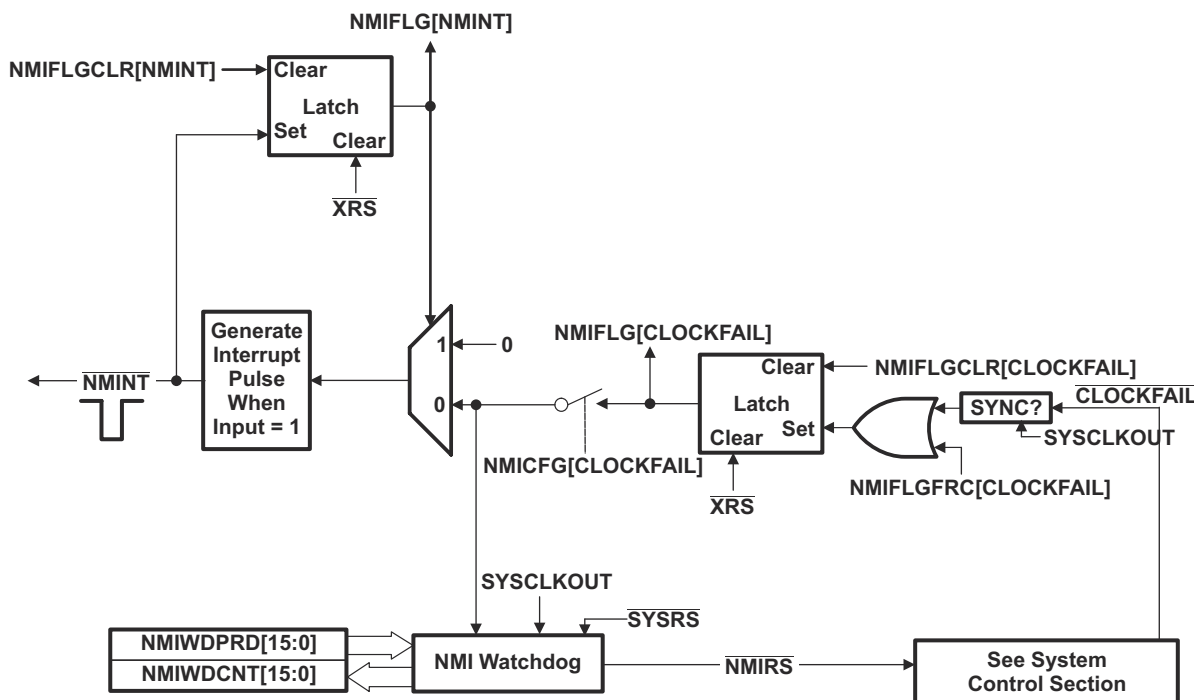 NMIFLG[NMINT]
NMIFLGCLR[NMINT]
Clear
Latch
Set
Clear
XRS
Generate
Interrupt
Pulse
When
Input = 1
NMINT
1
0
0
NMIFLG[CLOCKFAIL]
NMICFG[CLOCKFAIL]
Clear
Latch
Set
Clear
XRS
NMIFLGCLR[CLOCKFAIL]
CLOCKFAIL
SYNC?
SYSCLKOUT
NMIFLGFRC[CLOCKFAIL]
SYSCLKOUT
SYSRS
NMIWDPRD[15:0]
NMIWDCNT[15:0]
NMI Watchdog
NMIRS
See System
Control Section